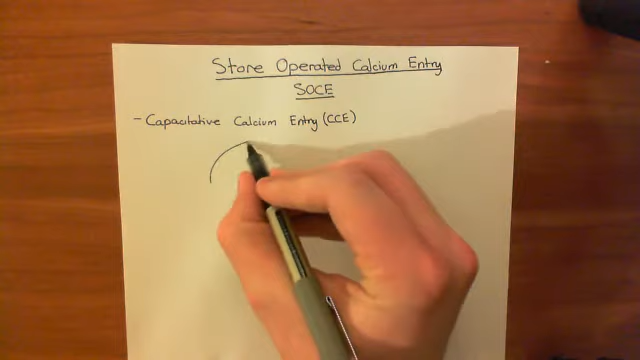 Store Operated Calcium Entry
SOCE
- Capacitative Calcium Entry (CCE)